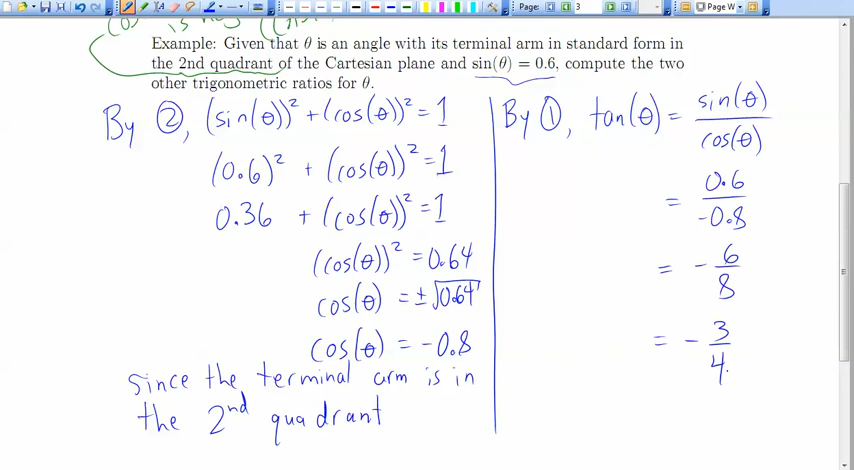 Page:
3
Page W
Example: Given that θ is an angle with its terminal arm in standard form in
the 2nd quadrant of the Cartesian plane and sin(θ) = 0.6, compute the two
other trigonometric ratios for θ.
By ②, (sin(θ))² + (cos(θ))² = 1
(0.6)² + (cos(θ))² = 1
0.36 + (cos(θ))² = 1
(cos(θ))² = 0.64
cos(θ) = ±√0.64
cos(θ) = -0.8
since the terminal arm is in
the 2nd quadrant
By ①, tan(θ) = sin(θ)/cos(θ)
= 0.6/-0.8
= - 6/8
= - 3/4.